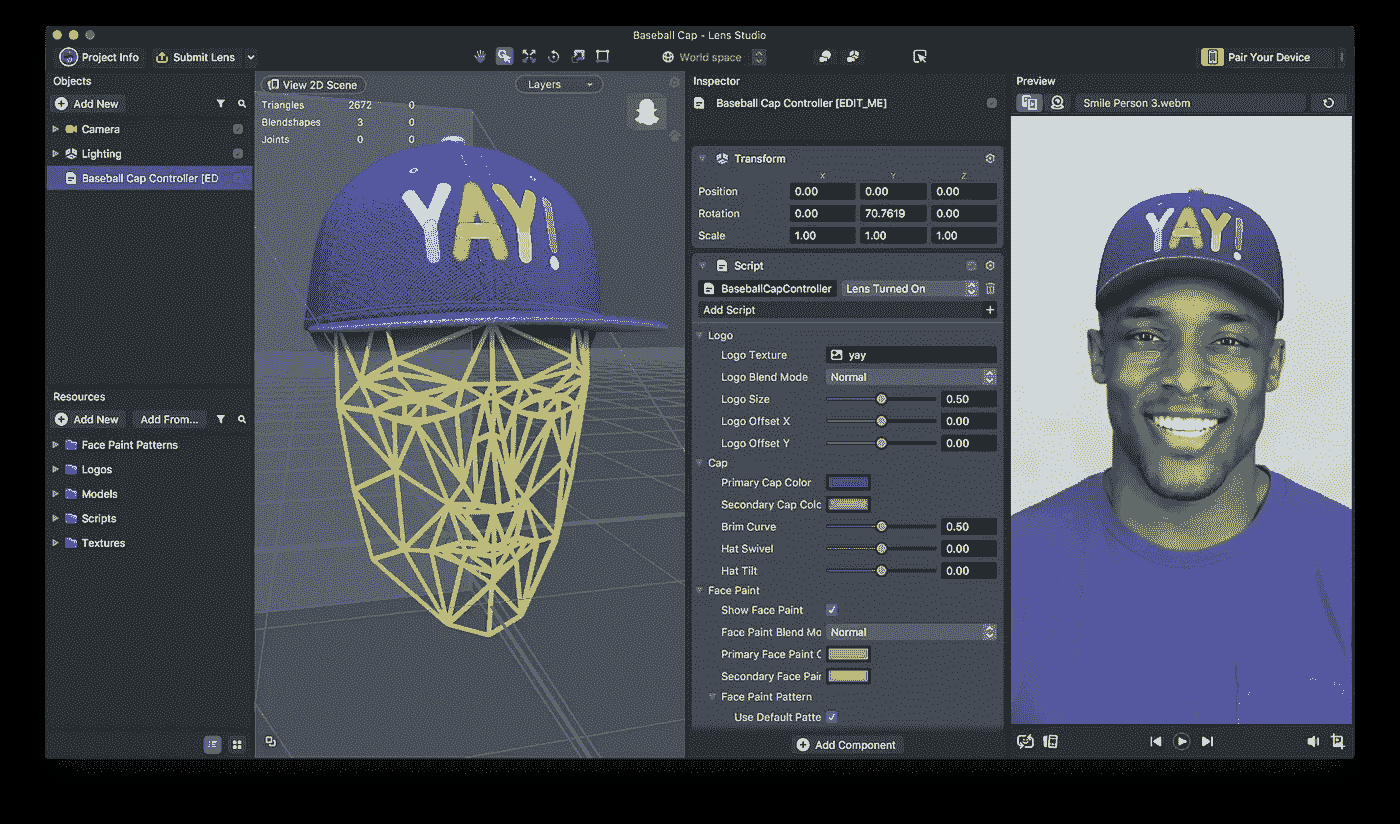 Baseball Cap - Lens Studio
Project Info
Submit Lens
World space
Pair Your Device
Objects
Add New
Camera
Lighting
Baseball Cap Controller [ED
Resources
Add New
Add From...
Face Paint Patterns
Logos
Models
Scripts
Textures
View 2D Scene
Layers
Triangles 2672 0
Blendshapes 3 0
Joints 0 0
YAY!
Inspector
Baseball Cap Controller [EDIT_ME]
Transform
X Y Z
Position 0.00 0.00 0.00
Rotation 0.00 70.7619 0.00
Scale 1.00 1.00 1.00
Script
BaseballCapController Lens Turned On
Add Script
Logo
Logo Texture yay
Logo Blend Mode Normal
Logo Size 0.50
Logo Offset X 0.00
Logo Offset Y 0.00
Cap
Primary Cap Color
Secondary Cap Colc
Brim Curve 0.50
Hat Swivel 0.00
Hat Tilt 0.00
Face Paint
Show Face Paint
Face Paint Blend Mo Normal
Primary Face Paint C
Secondary Face Pair
Face Paint Pattern
Use Default Patte
Add Component
Preview
Smile Person 3.webm
YAY!